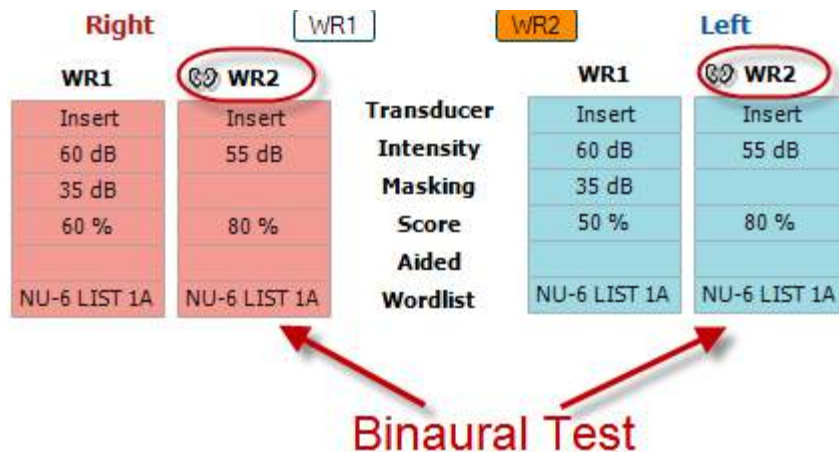 Right WR1 WR2 Left
WR1 WR2 WR1 WR2
Insert Insert Transducer Insert Insert
60 dB 55 dB Intensity 60 dB 55 dB
35 dB Masking 35 dB
60 % 80 % Score 50 % 80 %
Aided
NU-6 LIST 1A NU-6 LIST 1A Wordlist NU-6 LIST 1A NU-6 LIST 1A
Binaural Test